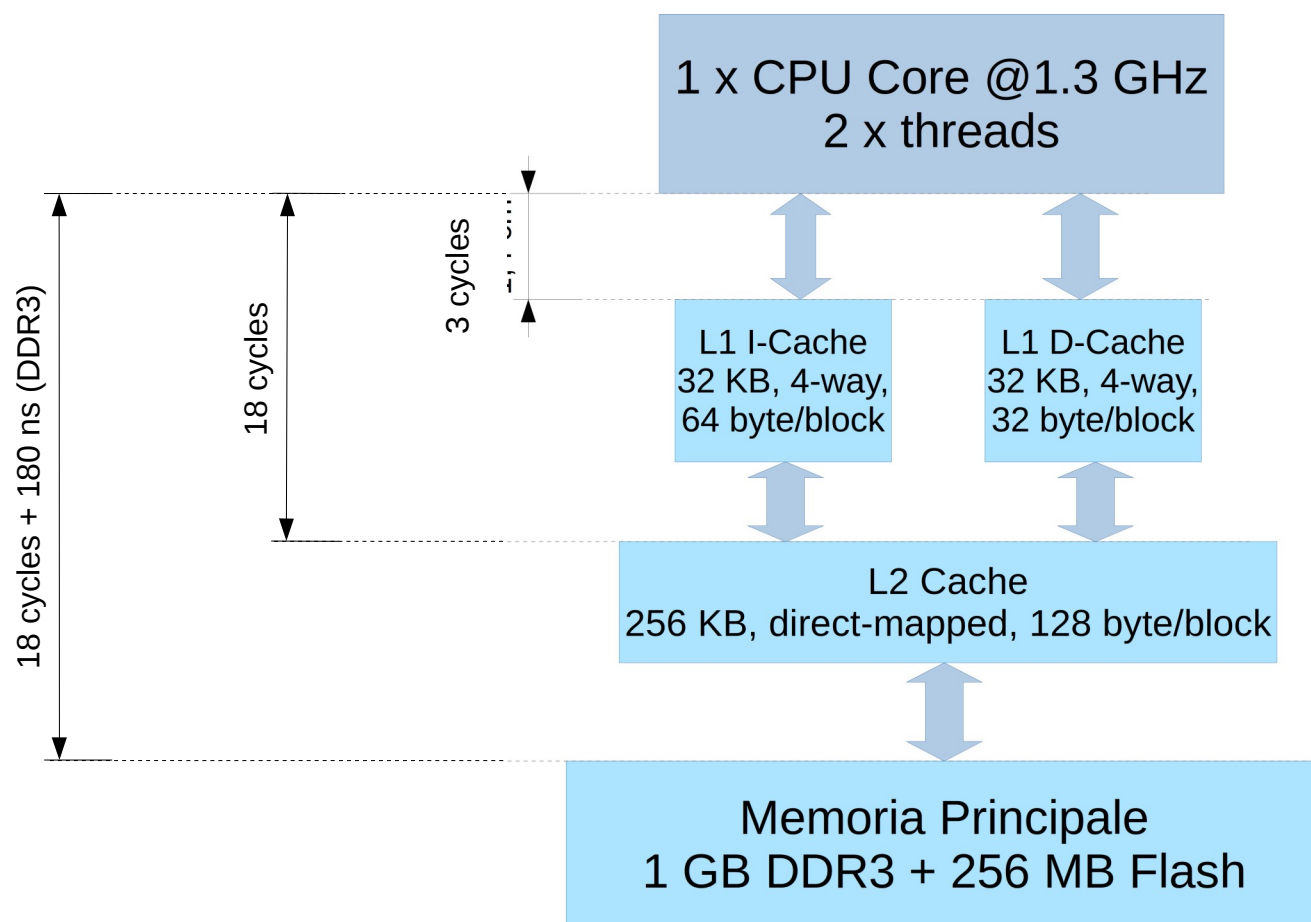 1 x CPU Core @1.3 GHz
2 x threads
3 cycles
18 cycles
18 cycles + 180 ns (DDR3)
L1 I-Cache
32 KB, 4-way,
64 byte/block
L1 D-Cache
32 KB, 4-way,
32 byte/block
L2 Cache
256 KB, direct-mapped, 128 byte/block
Memoria Principale
1 GB DDR3 + 256 MB Flash